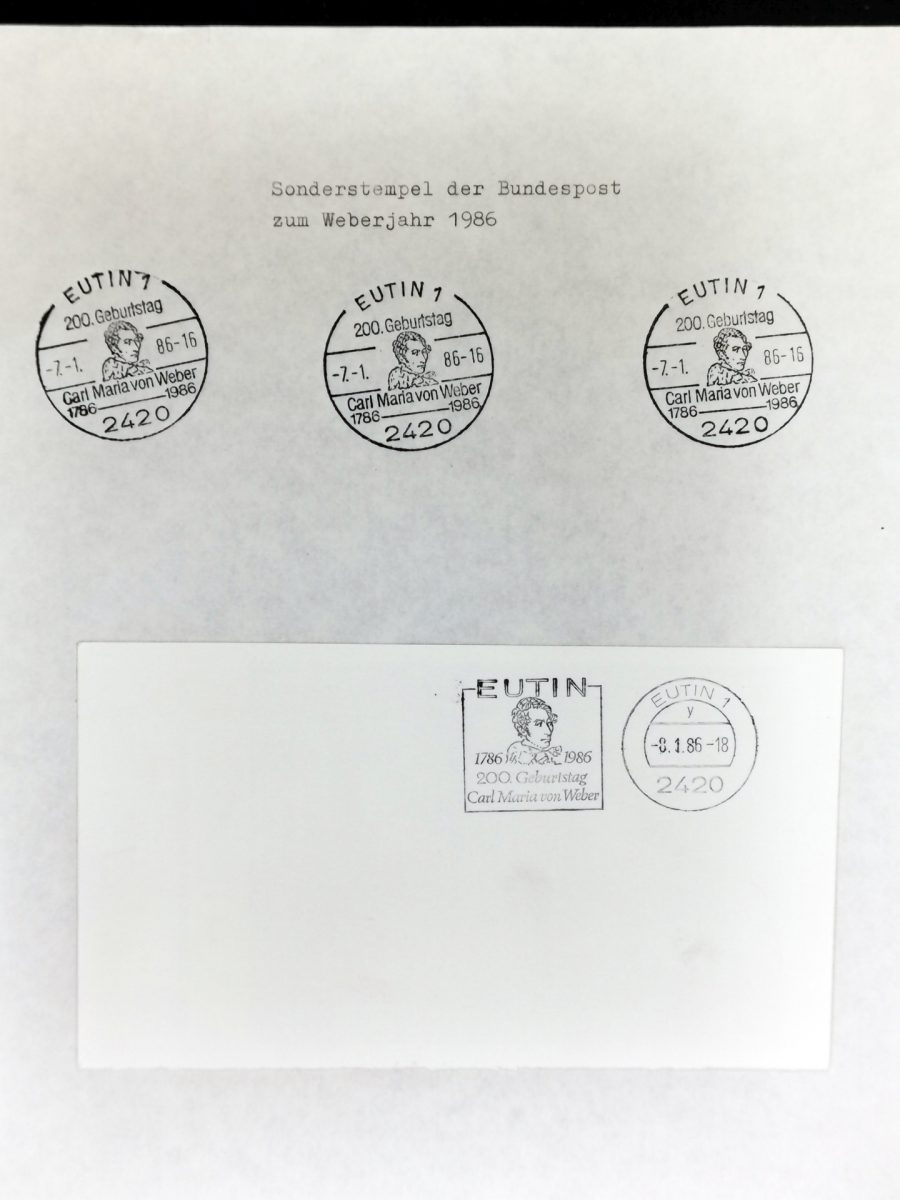 Sonderstempel der Bundespost
zum Weberjahr 1986
EUTIN 1
200. Geburtstag
-7.-1. 86-16
Carl Maria von Weber
1786 1986
2420
EUTIN 1
200. Geburtstag
-7.-1. 86-16
Carl Maria von Weber
1786 1986
2420
EUTIN 1
200. Geburtstag
-7.-1. 86-16
Carl Maria von Weber
1786 1986
2420
EUTIN
1786 1986
200. Geburtstag
Carl Maria von Weber
EUTIN 1
y
-8.1.86-18
2420